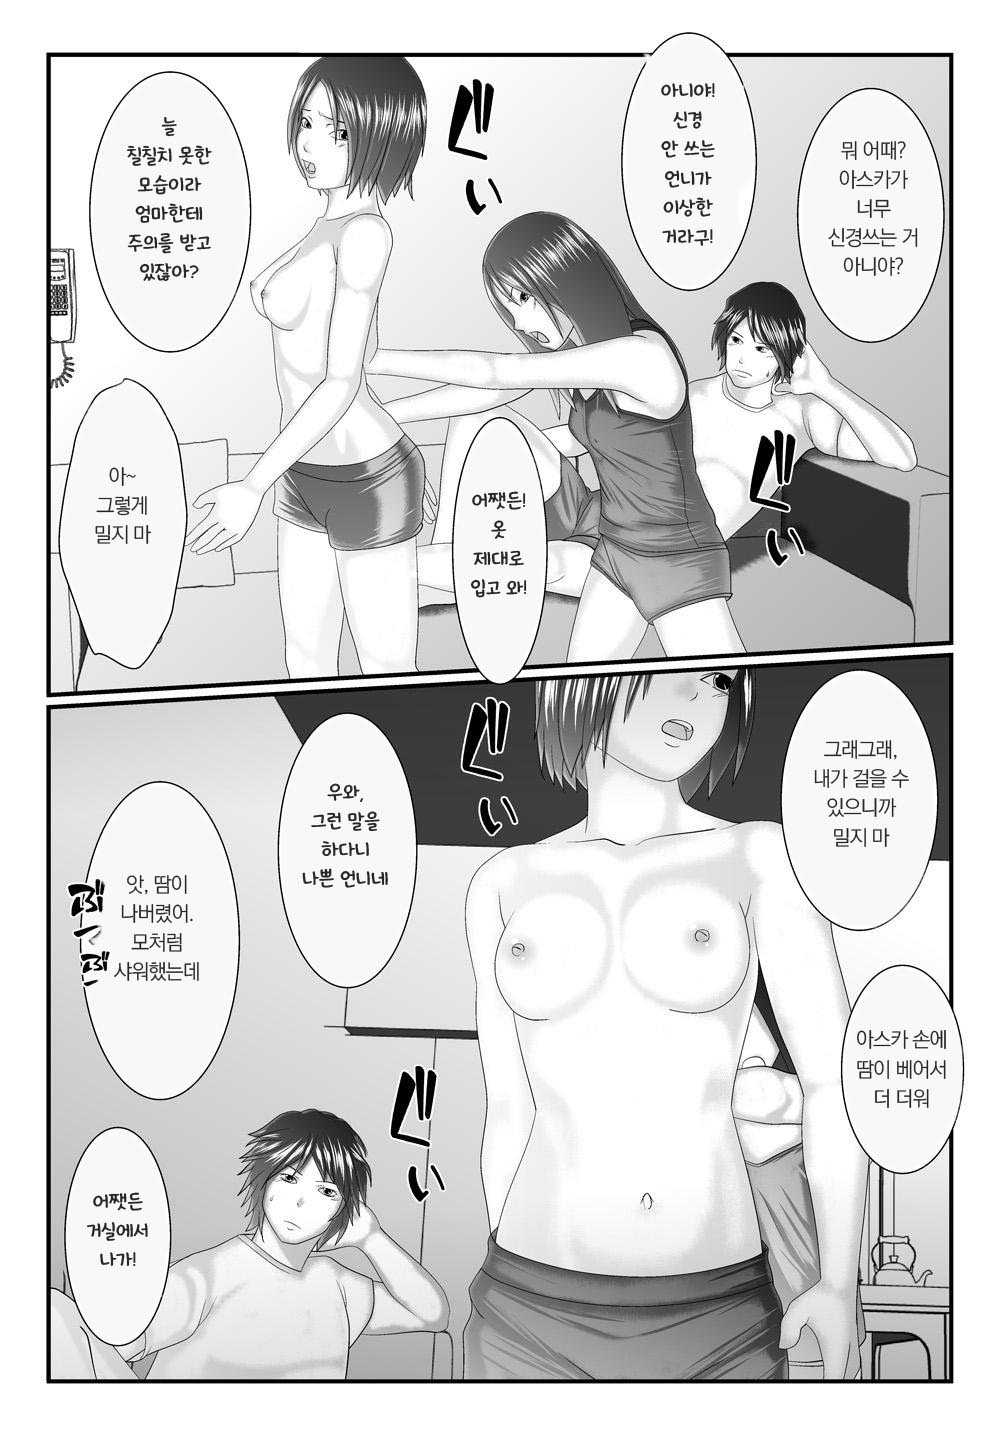 뭐 어때?
아스카가
너무
신경쓰는 거
아니야?
아니야!
신경
안 쓰는
언니가
이상한
거라구!
늘
칠칠치 못한
모습이라
엄마한테
주의를 받고
있잖아?
어쨋든!
옷
제대로
입고 와!
아~
그렇게
밀지 마
ぐい
ぐい
그래그래,
내가 걸을 수
있으니까
밀지 마
우와,
그런 말을
하다니
나쁜 언니네
앗, 땀이
나버렸어.
모처럼
샤워했는데
아스카 손에
땀이 베어서
더 더워
어쨋든
거실에서
나가!
ぐい
ぐい
ぶーぶー